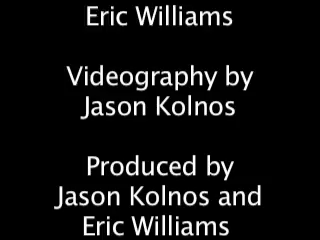 Eric Williams
Videography by
Jason Kolnos
Produced by
Jason Kolnos and
Eric Williams